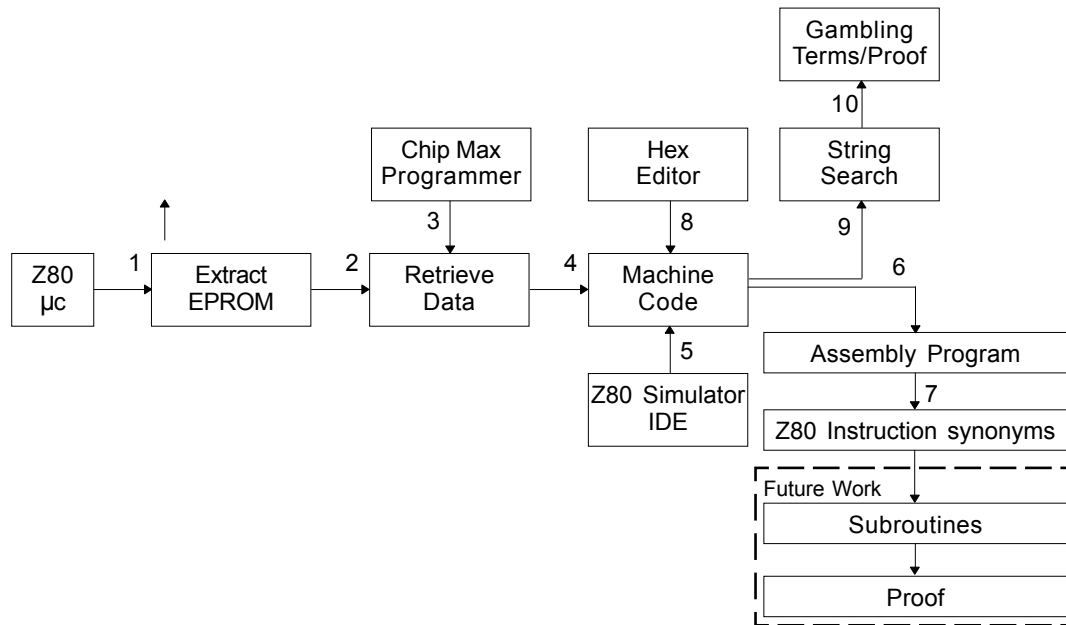 Gambling
Terms/Proof
10
Chip Max
Programmer
Hex
Editor
String
Search
3
8
9
Z80
µc
1
Extract
EPROM
2
Retrieve
Data
4
Machine
Code
6
5
Assembly Program
Z80 Simulator
IDE
7
Z80 Instruction synonyms
Future Work
Subroutines
Proof